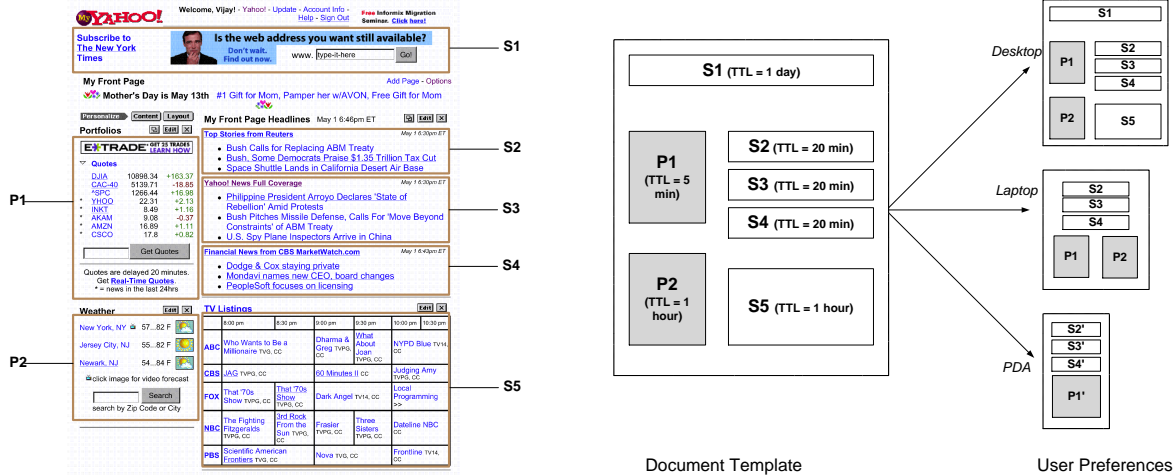 My YAHOO!
Welcome, Vijay! - Yahoo! - Update - Account Info -
Help - Sign Out
Free Informix Migration
Seminar. Click here!
Subscribe to
The New York
Times
Is the web address you want still available?
Don't wait.
Find out now.
www. type-it-here Go!
S1
My Front Page
Add Page - Options
Mother's Day is May 13th #1 Gift for Mom, Pamper her w/AVON, Free Gift for Mom
Personalize Content Layout
My Front Page Headlines May 1 6:46pm ET Edit X
Portfolios Edit X
E*TRADE GET 25 TRADES
LEARN HOW
Quotes
DJIA 10898.34 +163.37
CAC-40 5139.71 -18.85
^SPC 1266.44 +16.98
* YHOO 22.31 +2.13
* INKT 8.49 +1.16
* AKAM 9.08 -0.37
* AMZN 16.89 +1.11
* CSCO 17.8 +0.82
Get Quotes
Quotes are delayed 20 minutes.
Get Real-Time Quotes.
* = news in the last 24hrs
P1
Top Stories from Reuters May 1 6:30pm ET
• Bush Calls for Replacing ABM Treaty
• Bush, Some Democrats Praise $1.35 Trillion Tax Cut
• Space Shuttle Lands in California Desert Air Base
S2
Yahoo! News Full Coverage May 1 6:30pm ET
• Philippine President Arroyo Declares 'State of
Rebellion' Amid Protests
• Bush Pitches Missile Defense, Calls For 'Move Beyond
Constraints' of ABM Treaty
• U.S. Spy Plane Inspectors Arrive in China
S3
Financial News from CBS MarketWatch.com May 1 6:43pm ET
• Dodge & Cox staying private
• Mondavi names new CEO, board changes
• PeopleSoft focuses on licensing
S4
Weather Edit X
New York, NY 57...82 F
Jersey City, NJ 55...82 F
Newark, NJ 54...84 F
click image for video forecast
Search
search by Zip Code or City
P2
TV Listings Edit X
8:00 pm 8:30 pm 9:00 pm 9:30 pm 10:00 pm 10:30 pm
ABC Who Wants to Be a Millionaire TVG, CC Dharma & Greg TVPG, CC What About Joan TVPG, CC NYPD Blue TV14, CC
CBS JAG TVPG, CC 60 Minutes II CC Judging Amy TVPG, CC
FOX That '70s Show TVPG, CC That '70s Show TVPG, CC Dark Angel TV14, CC Local Programming >>
NBC The Fighting Fitzgeralds TVPG, CC 3rd Rock From the Sun TVPG, CC Frasier TVPG, CC Three Sisters TVPG, CC Dateline NBC CC
PBS Scientific American Frontiers TVG, CC Nova TVG, CC Frontline TV14, CC
S5
S1 (TTL = 1 day)
P1
(TTL = 5
min)
S2 (TTL = 20 min)
S3 (TTL = 20 min)
S4 (TTL = 20 min)
P2
(TTL = 1
hour)
S5 (TTL = 1 hour)
Document Template
Desktop
S1
P1
S2
S3
S4
P2
S5
Laptop
S2
S3
S4
P1
P2
PDA
S2'
S3'
S4'
P1'
User Preferences